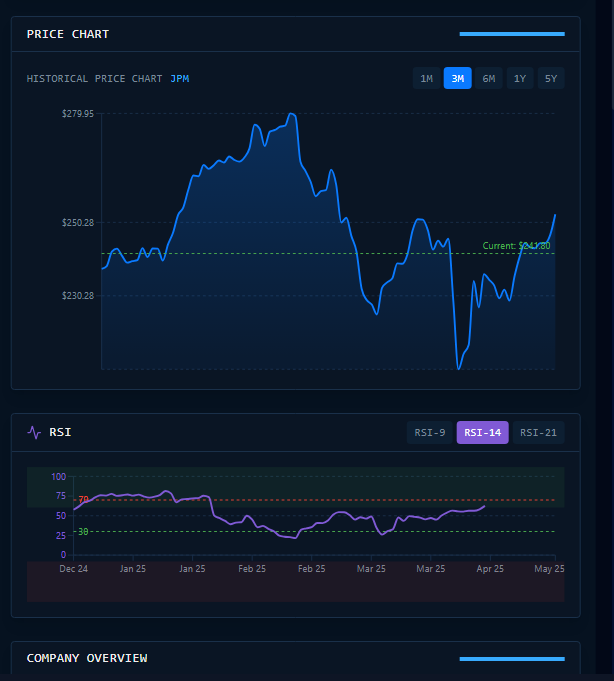 PRICE CHART
HISTORICAL PRICE CHART JPM
1M 3M 6M 1Y 5Y
$279.95
$250.28
Current: $241.80
$230.28
RSI
RSI-9 RSI-14 RSI-21
100
75 70
50
25 30
0
Dec 24 Jan 25 Jan 25 Feb 25 Feb 25 Mar 25 Mar 25 Apr 25 May 25
COMPANY OVERVIEW